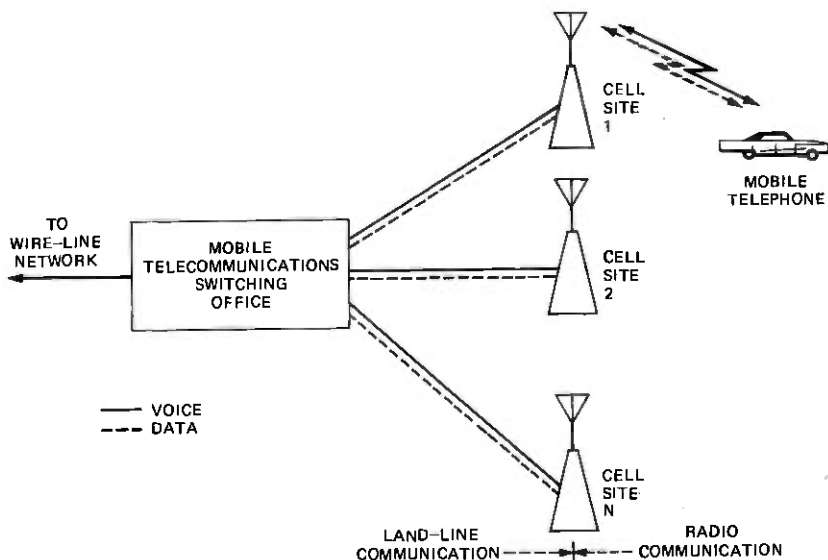 CELL
SITE
1
MOBILE
TELEPHONE
TO
WIRE-LINE
NETWORK
MOBILE
TELECOMMUNICATIONS
SWITCHING
OFFICE
CELL
SITE
2
VOICE
DATA
CELL
SITE
N
LAND-LINE
COMMUNICATION
RADIO
COMMUNICATION